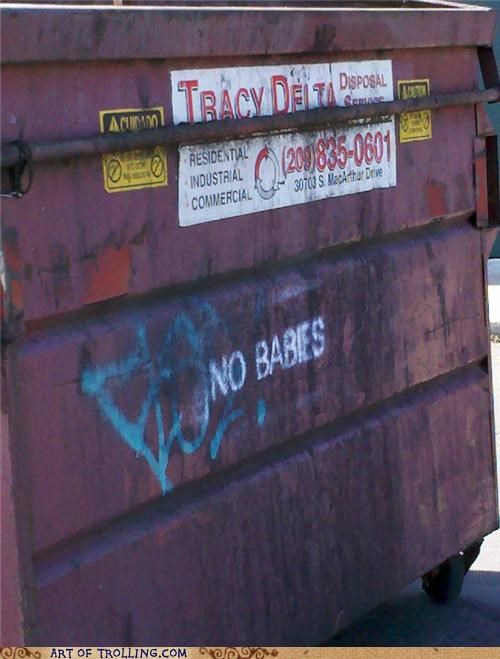 TRACY DELTA DISPOSAL
SERVICE
CUIDADO
CAUTION
RESIDENTIAL
INDUSTRIAL
COMMERCIAL
(209)835-0601
30703 S. MacArthur Drive
NO BABIES
ART OF TROLLING.COM